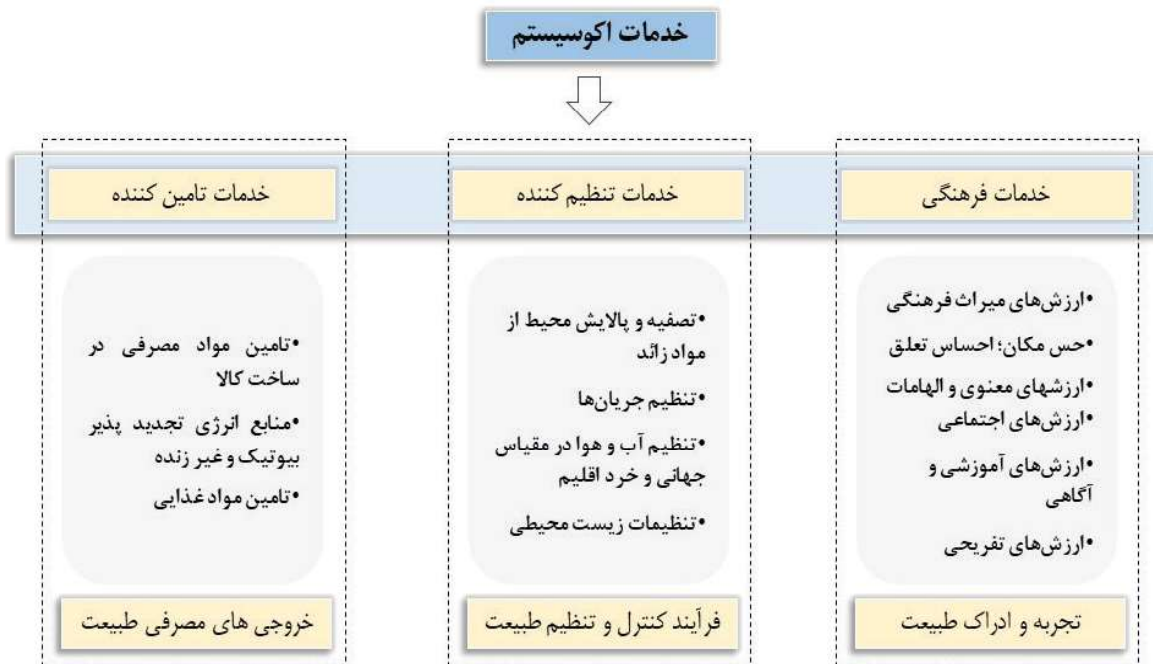 خدمات اکوسیستم
خدمات فرهنگی
•ارزش‌های میراث فرهنگی
•حس مکان؛ احساس تعلق
•ارزشهای معنوی و الهامات
•ارزش‌های اجتماعی
•ارزش‌های آموزشی و
آگاهی
•ارزش‌های تفریحی
تجربه و ادراک طبیعت
خدمات تنظیم کننده
•تصفیه و پالایش محیط از
مواد زائد
•تنظیم جریان‌ها
•تنظیم آب و هوا در مقیاس
جهانی و خرد اقلیم
•تنظیمات زیست محیطی
فرآیند کنترل و تنظیم طبیعت
خدمات تامین کننده
•تامین مواد مصرفی در
ساخت کالا
•منابع انرژی تجدید پذیر
بیوتیک و غیر زنده
•تامین مواد غذایی
خروجی های مصرفی طبیعت